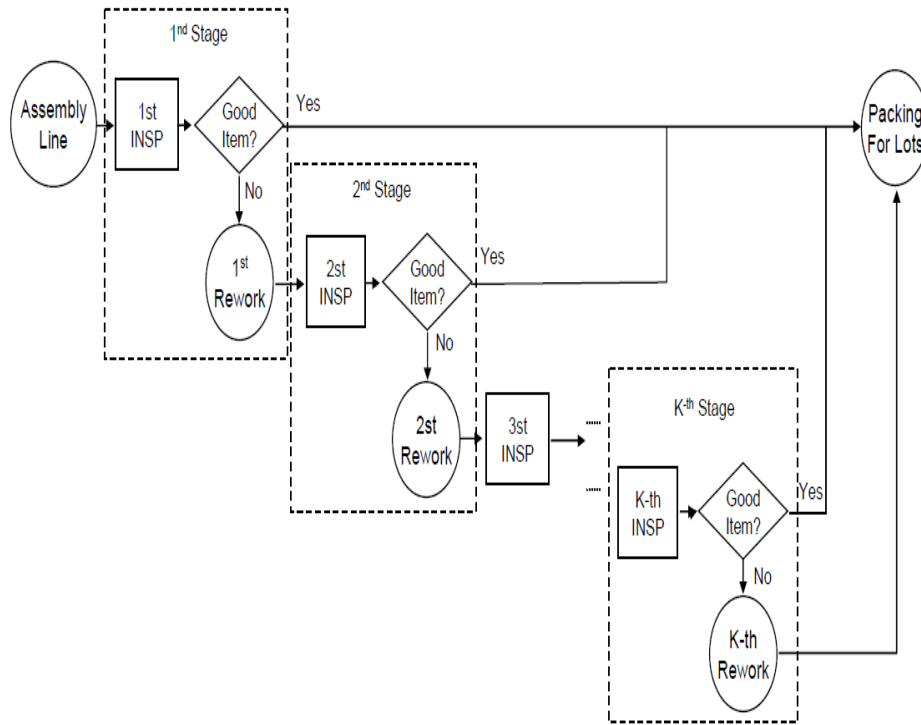 1nd Stage
Assembly
Line
1st
INSP
Good
Item?
Yes
Packing
For Lots
No
2nd Stage
1st
Rework
2st
INSP
Good
Item?
Yes
No
K-th Stage
2st
Rework
3st
INSP
......
......
K-th
INSP
Good
Item?
Yes
No
K-th
Rework